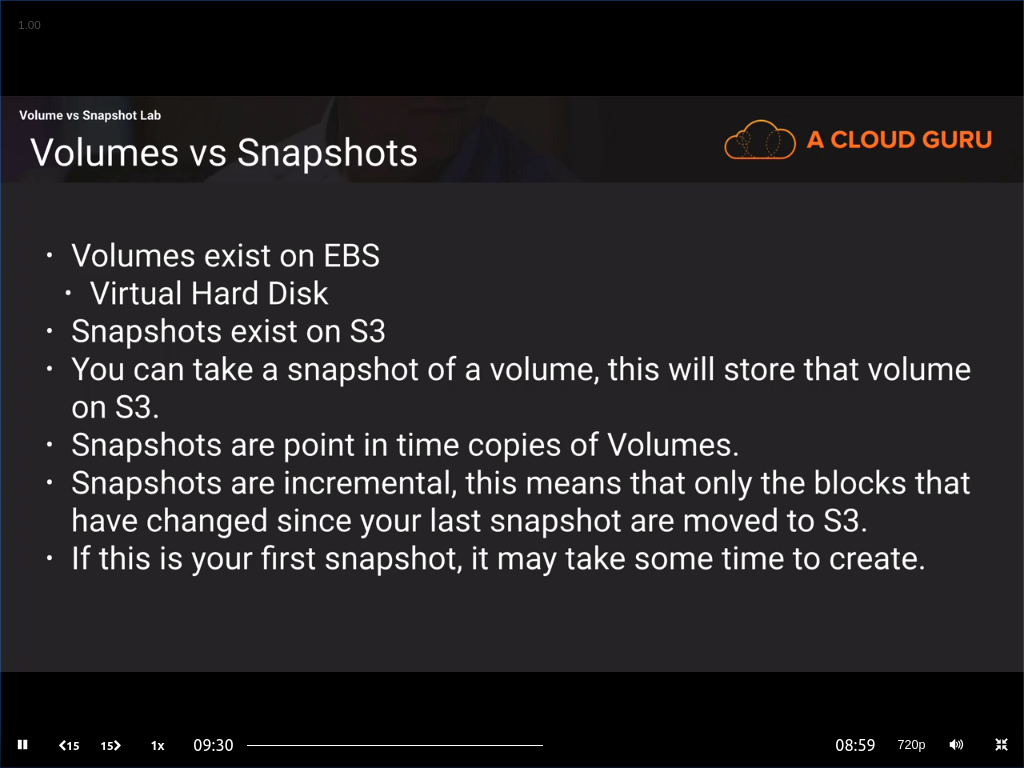 1.00
Volume vs Snapshot Lab
Volumes vs Snapshots
A CLOUD GURU
• Volumes exist on EBS
• Virtual Hard Disk
• Snapshots exist on S3
• You can take a snapshot of a volume, this will store that volume
on S3.
• Snapshots are point in time copies of Volumes.
• Snapshots are incremental, this means that only the blocks that
have changed since your last snapshot are moved to S3.
• If this is your first snapshot, it may take some time to create.
15 15 1x 09:30 08:59 720p